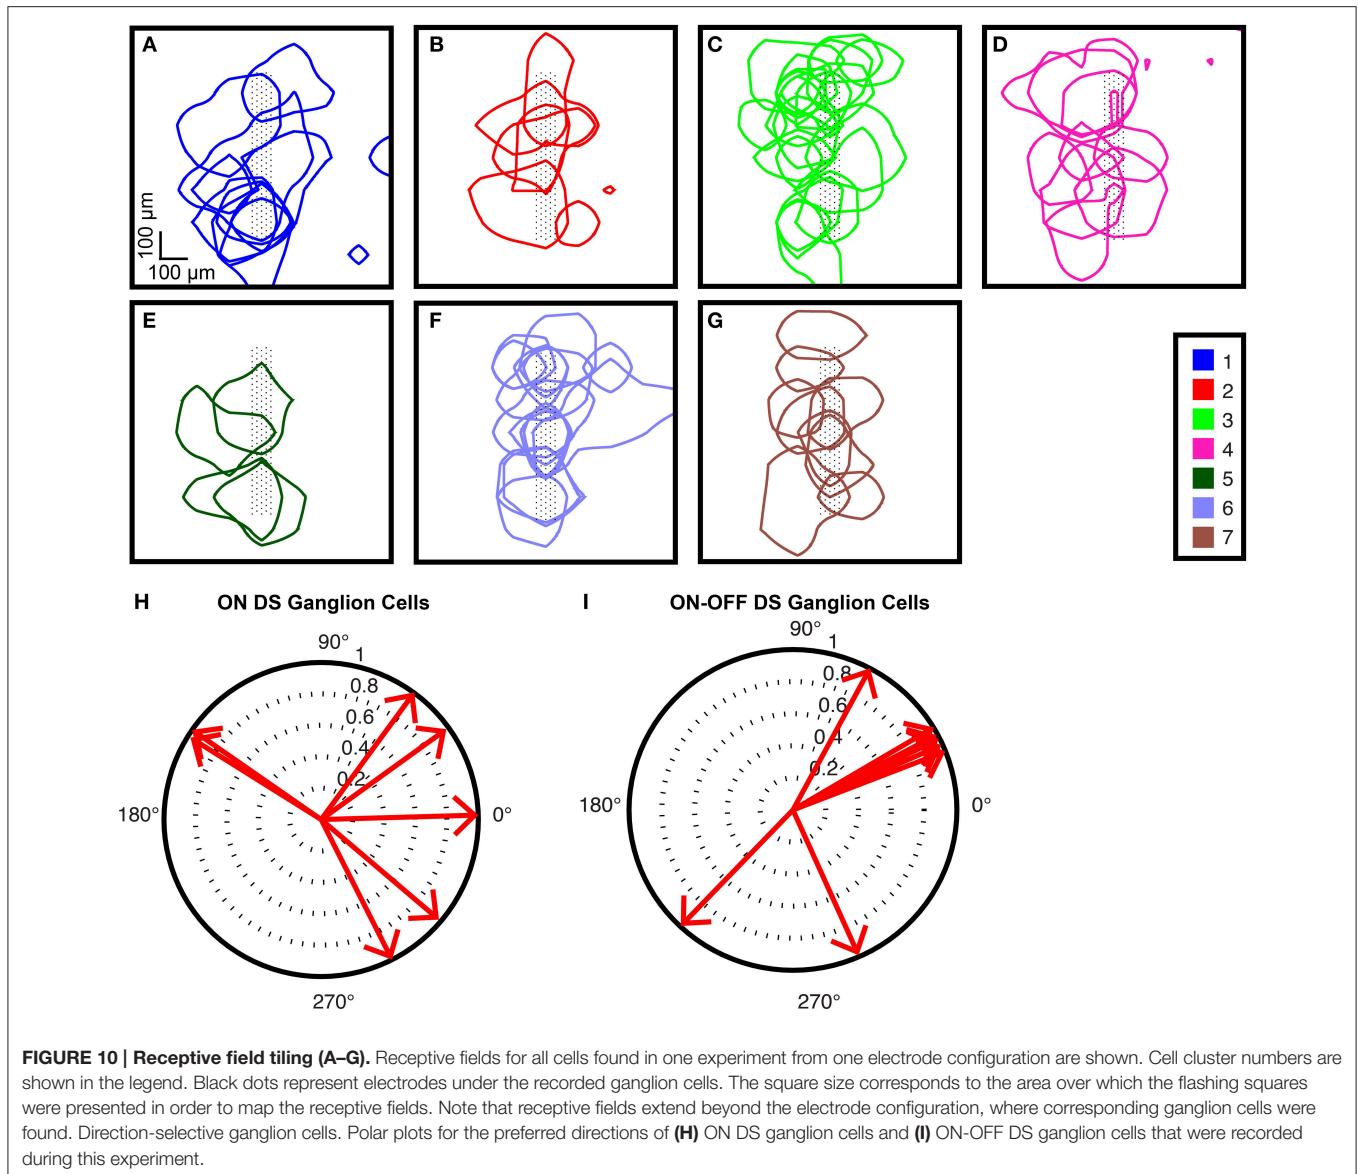 A
B
C
D
100 μm
100 μm
E
F
G
1
2
3
4
5
6
7
H
ON DS Ganglion Cells
I
ON-OFF DS Ganglion Cells
90°
1
0.8
0.6
0.4
0.2
180°
0°
270°
90°
1
0.8
0.6
0.4
0.2
180°
0°
270°
FIGURE 10 | Receptive field tiling (A–G). Receptive fields for all cells found in one experiment from one electrode configuration are shown. Cell cluster numbers are
shown in the legend. Black dots represent electrodes under the recorded ganglion cells. The square size corresponds to the area over which the flashing squares
were presented in order to map the receptive fields. Note that receptive fields extend beyond the electrode configuration, where corresponding ganglion cells were
found. Direction-selective ganglion cells. Polar plots for the preferred directions of (H) ON DS ganglion cells and (I) ON-OFF DS ganglion cells that were recorded
during this experiment.